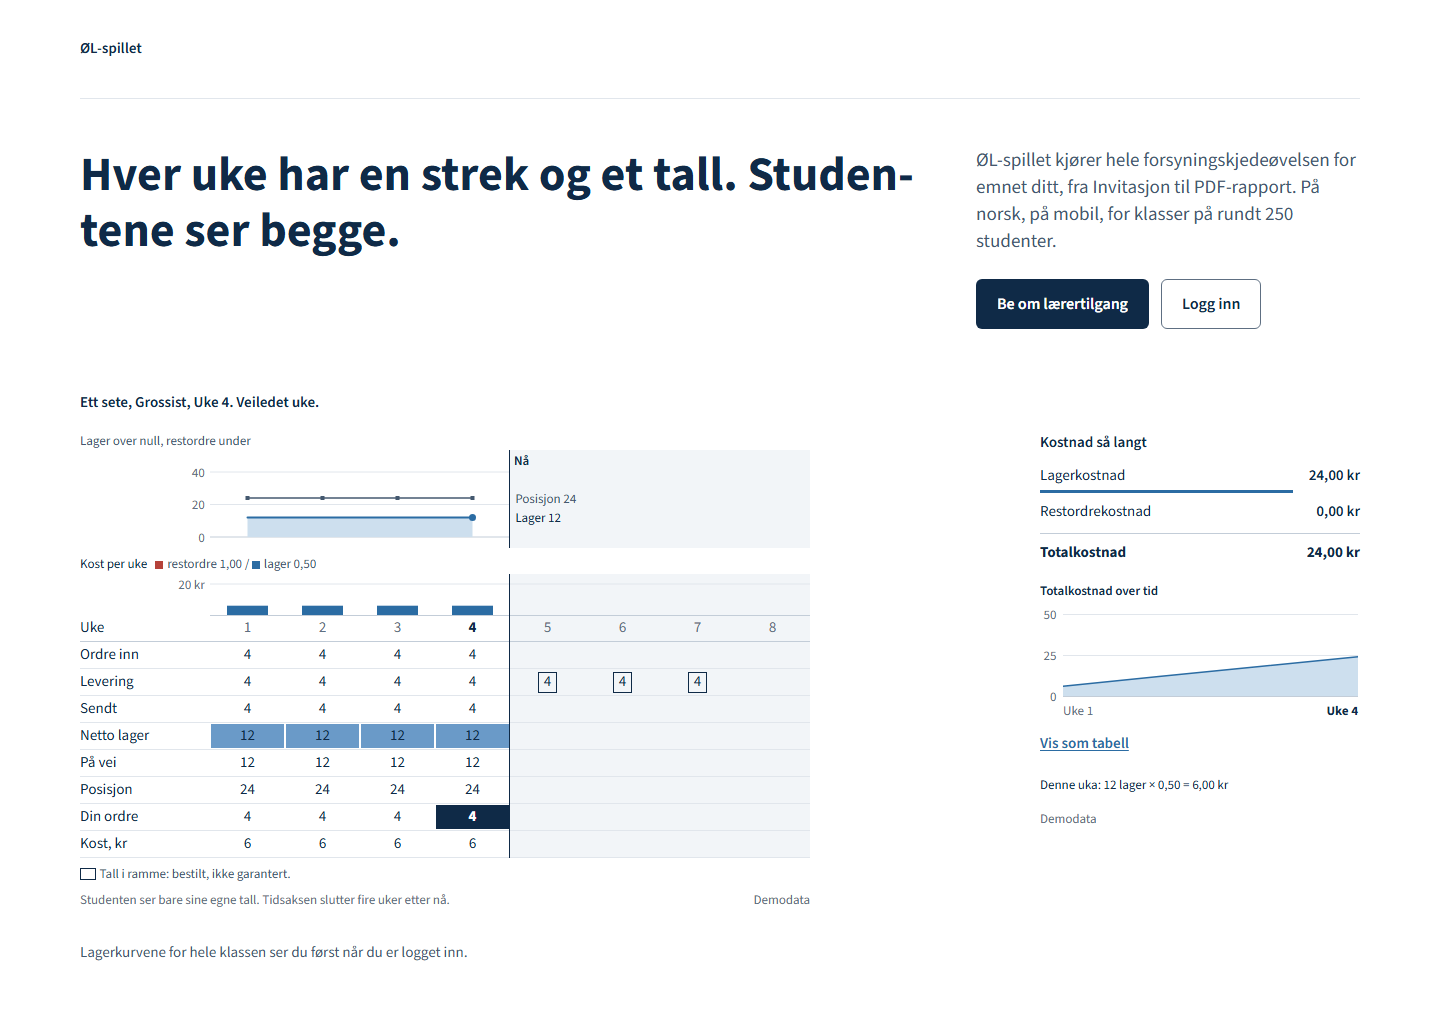 ØL-spillet
Hver uke har en strek og et tall. Studen-
tene ser begge.
ØL-spillet kjører hele forsyningskjedeøvelsen for
emnet ditt, fra Invitasjon til PDF-rapport. På
norsk, på mobil, for klasser på rundt 250
studenter.
Be om lærertilgang
Logg inn
Ett sete, Grossist, Uke 4. Veiledet uke.
Lager over null, restordre under
Nå
40
20
0
Posisjon 24
Lager 12
Kost per uke restordre 1,00 / lager 0,50
20 kr
Uke 1 2 3 4 5 6 7 8
Ordre inn 4 4 4 4
Levering 4 4 4 4 4 4 4
Sendt 4 4 4 4
Netto lager 12 12 12 12
På vei 12 12 12 12
Posisjon 24 24 24 24
Din ordre 4 4 4 4
Kost, kr 6 6 6 6
Tall i ramme: bestilt, ikke garantert.
Studenten ser bare sine egne tall. Tidsaksen slutter fire uker etter nå.
Demodata
Kostnad så langt
Lagerkostnad 24,00 kr
Restordrekostnad 0,00 kr
Totalkostnad 24,00 kr
Totalkostnad over tid
50
25
0
Uke 1 Uke 4
Vis som tabell
Denne uka: 12 lager × 0,50 = 6,00 kr
Demodata
Lagerkurvene for hele klassen ser du først når du er logget inn.